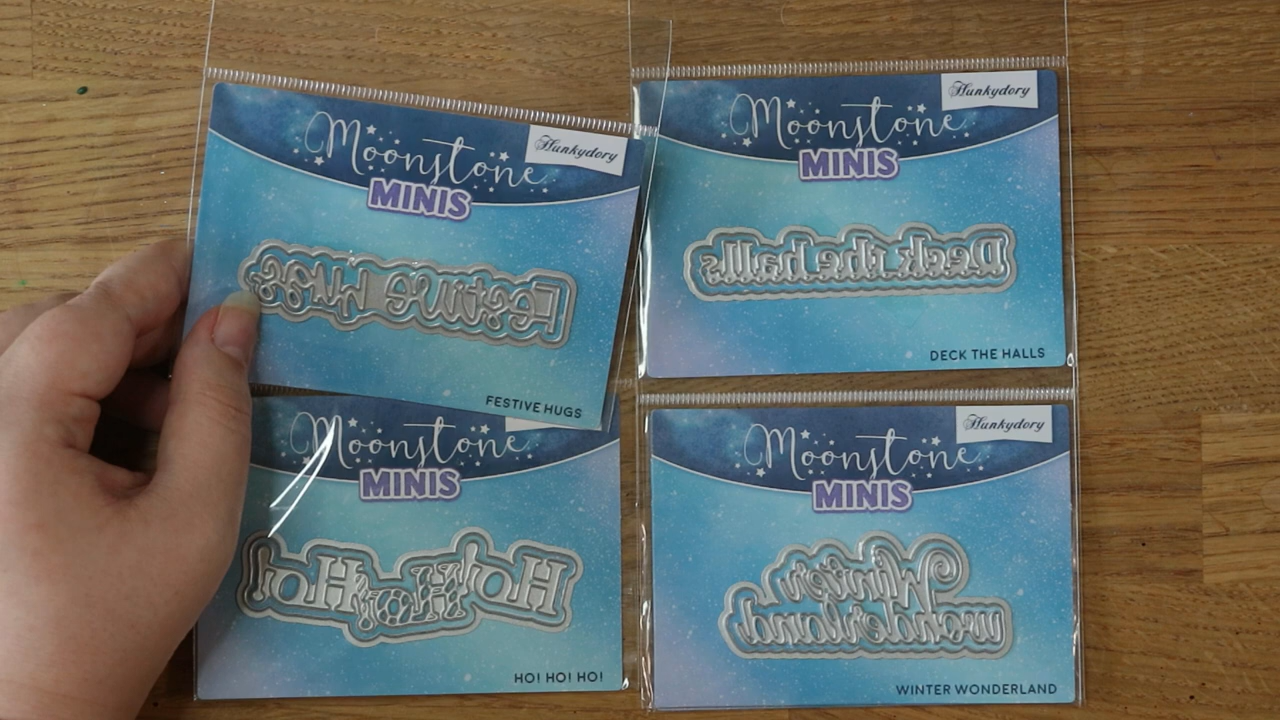 Moonstone
MINIS
Hunkydory
Festive hugs
FESTIVE HUGS
Moonstone
MINIS
Hunkydory
Deck the halls
DECK THE HALLS
Moonstone
MINIS
Ho! Ho! Ho!
HO! HO! HO!
Moonstone
MINIS
Hunkydory
Winter
wonderland
WINTER WONDERLAND